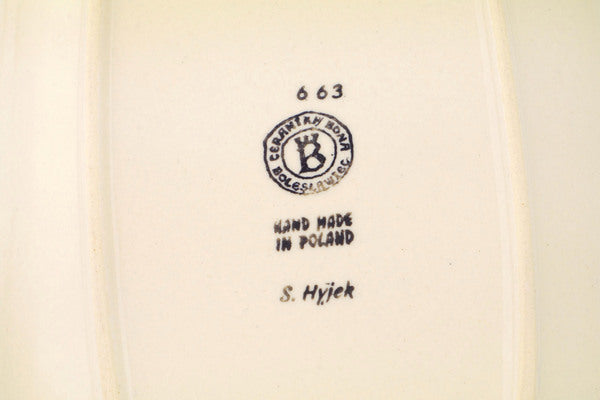 663
CERAMIKA BONA
B
BOLESŁAWIEC
HAND MADE
IN POLAND
S. Hyjek